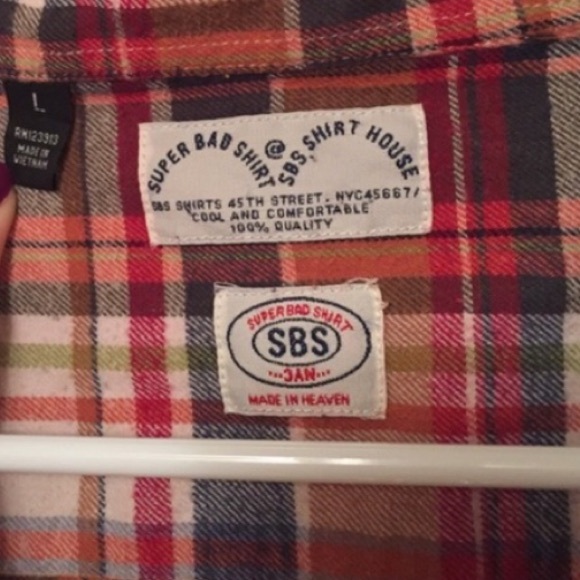 L
RN123313
MADE IN
VIETNAM
SUPER BAD SHIRT @ SBS SHIRT HOUSE
SBS SHIRTS 45TH STREET. NYC45667/
COOL AND COMFORTABLE
100% QUALITY
SUPER BAD SHIRT
SBS
...JAN...
MADE IN HEAVEN